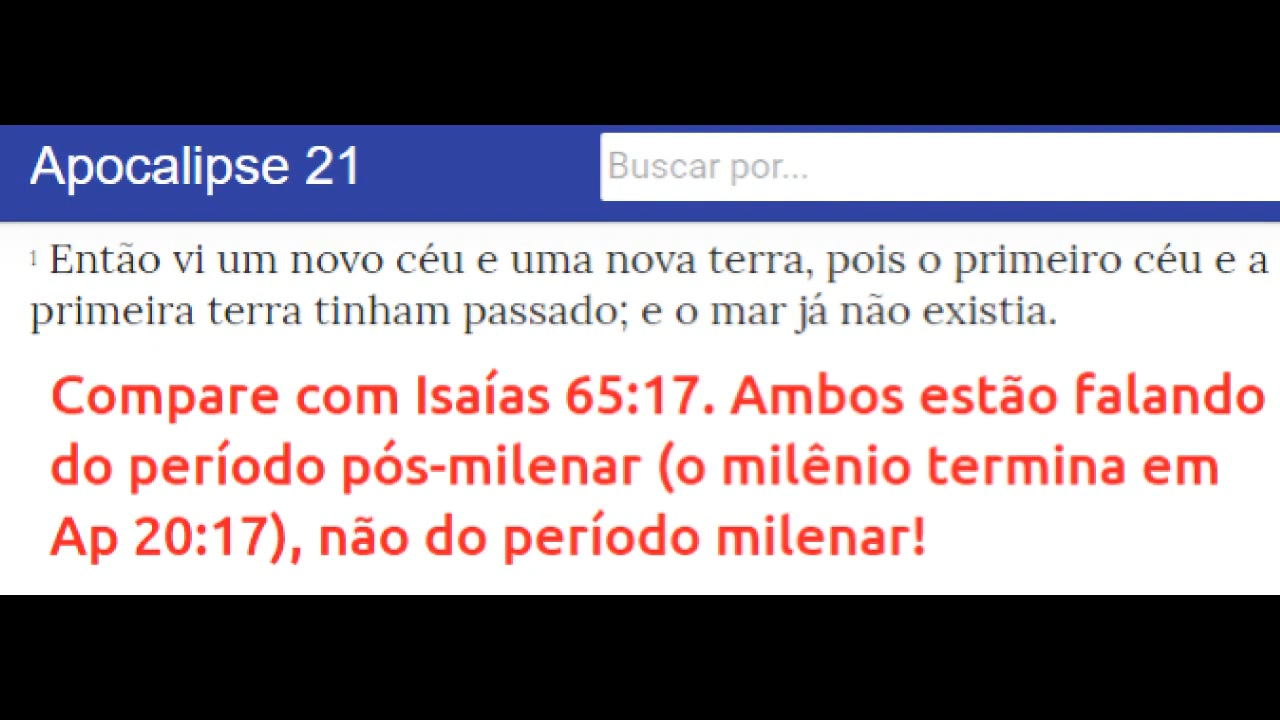 Apocalipse 21
Buscar por...
1 Então vi um novo céu e uma nova terra, pois o primeiro céu e a
primeira terra tinham passado; e o mar já não existia.
Compare com Isaías 65:17. Ambos estão falando
do período pós-milenar (o milênio termina em
Ap 20:17), não do período milenar!